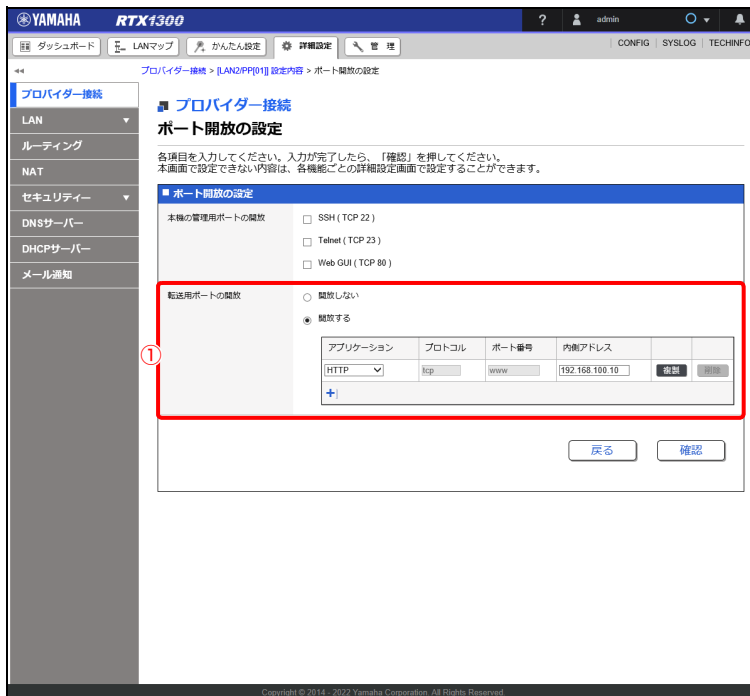 YAMAHA RTX1300 ? admin
ダッシュボード LANマップ かんたん設定 詳細設定 管 理 CONFIG SYSLOG TECHINFO
プロバイダー接続 > [LAN2/PP[01]] 設定内容 > ポート開放の設定
プロバイダー接続
LAN
ルーティング
NAT
セキュリティー
DNSサーバー
DHCPサーバー
メール通知
プロバイダー接続
ポート開放の設定
各項目を入力してください。入力が完了したら、「確認」を押してください。
本画面で設定できない内容は、各機能ごとの詳細設定画面で設定することができます。
■ ポート開放の設定
本機の管理用ポートの開放
SSH ( TCP 22 )
Telnet ( TCP 23 )
Web GUI ( TCP 80 )
①
転送用ポートの開放
開放しない
開放する
アプリケーション プロトコル ポート番号 内側アドレス
HTTP tcp www 192.168.100.10 複製 削除
+
戻る 確認
Copyright © 2014 - 2022 Yamaha Corporation. All Rights Reserved.